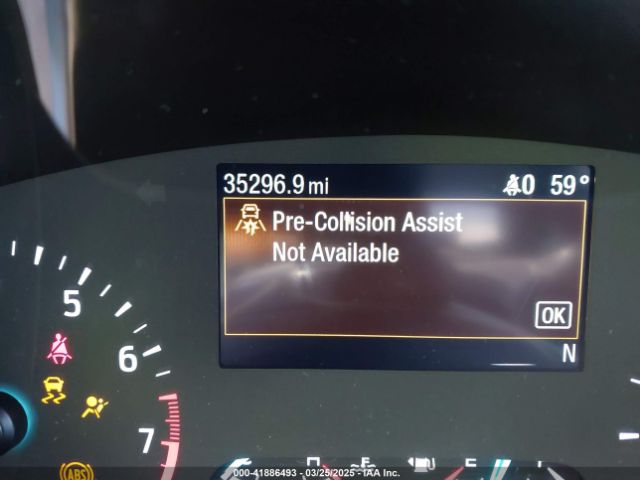 35296.9 mi
0 59°
Pre-Collision Assist
Not Available
OK
N
5
6
7
ABS
000-41886493 - 03/25/2025 - IAA Inc.